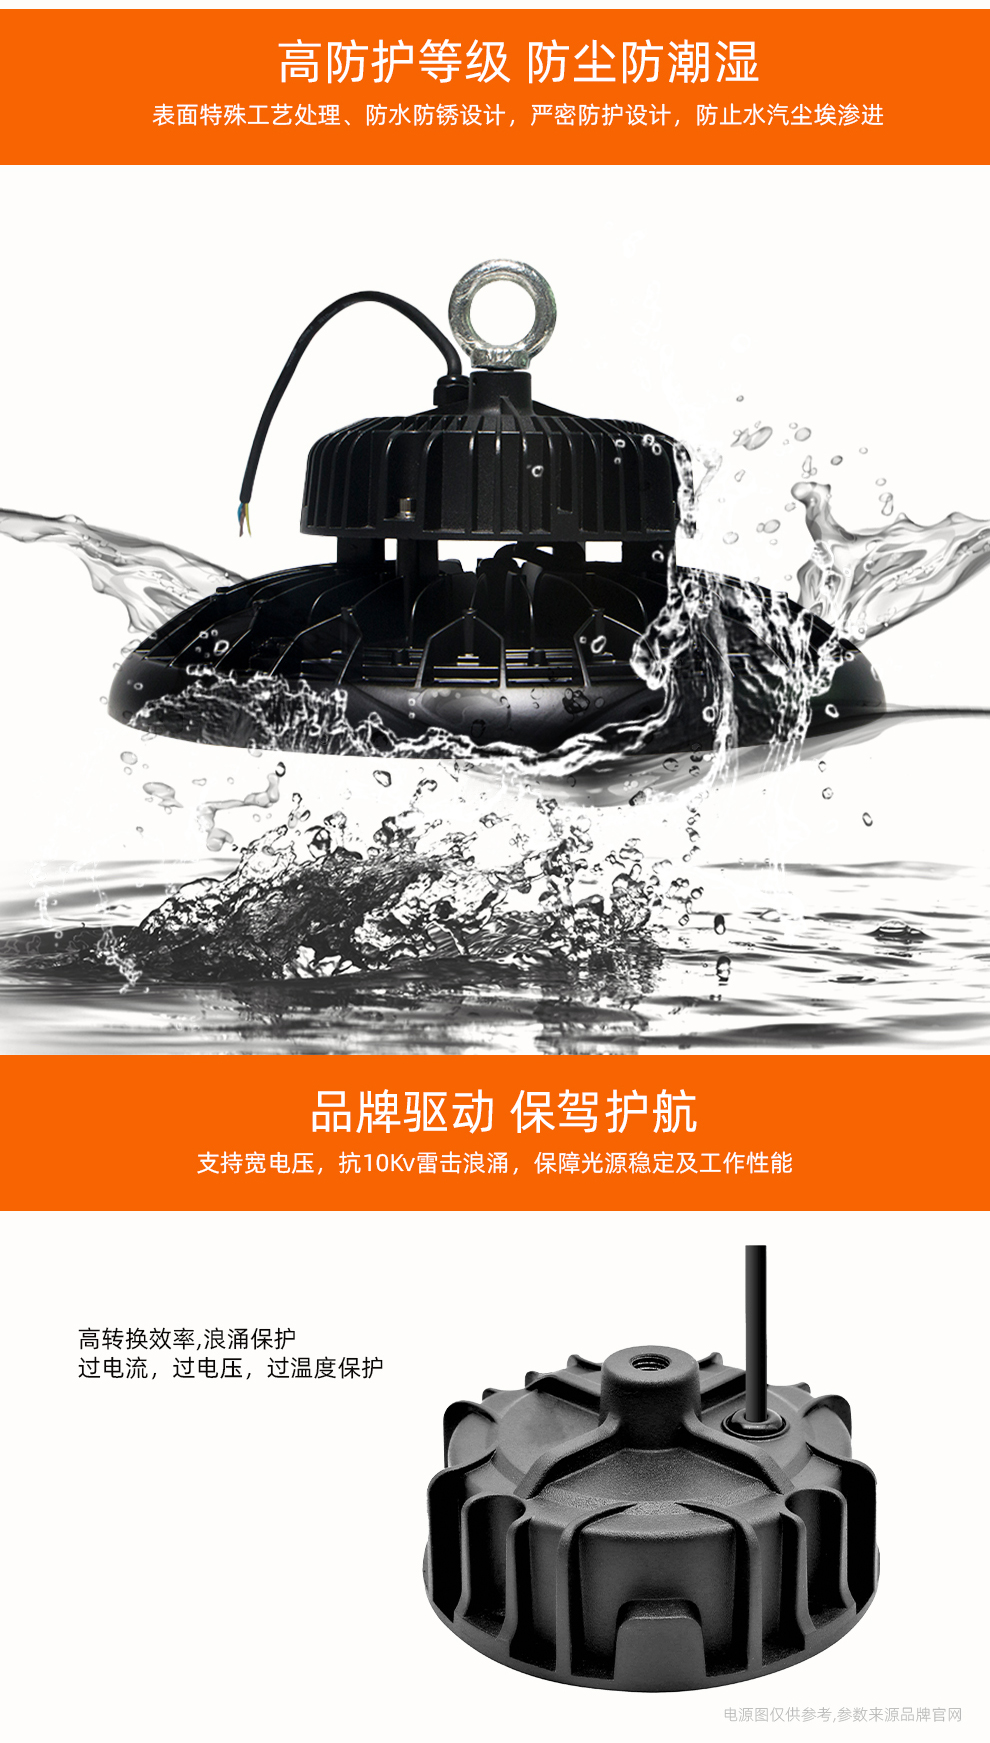 高防护等级 防尘防潮湿
表面特殊工艺处理、防水防锈设计，严密防护设计，防止水汽尘埃渗进
品牌驱动 保驾护航
支持宽电压，抗10Kv雷击浪涌，保障光源稳定及工作性能
高转换效率,浪涌保护
过电流，过电压，过温度保护
电源图仅供参考,参数来源品牌官网